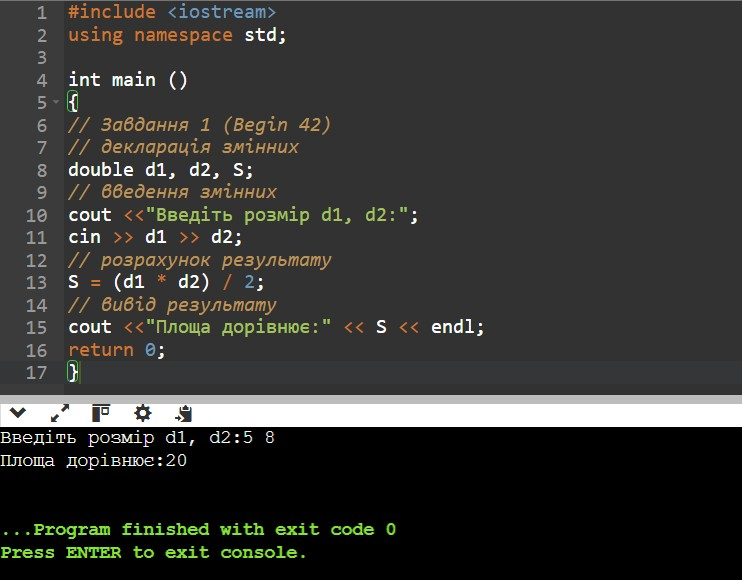 1 #include <iostream>
2 using namespace std;
3
4 int main ()
5 {
6 // Завдання 1 (Begin 42)
7 // декларація змінних
8 double d1, d2, S;
9 // введення змінних
10 cout <<"Введіть розмір d1, d2:";
11 cin >> d1 >> d2;
12 // розрахунок результату
13 S = (d1 * d2) / 2;
14 // вивід результату
15 cout <<"Площа дорівнює:" << S << endl;
16 return 0;
17 }
Введіть розмір d1, d2:5 8
Площа дорівнює:20
...Program finished with exit code 0
Press ENTER to exit console.